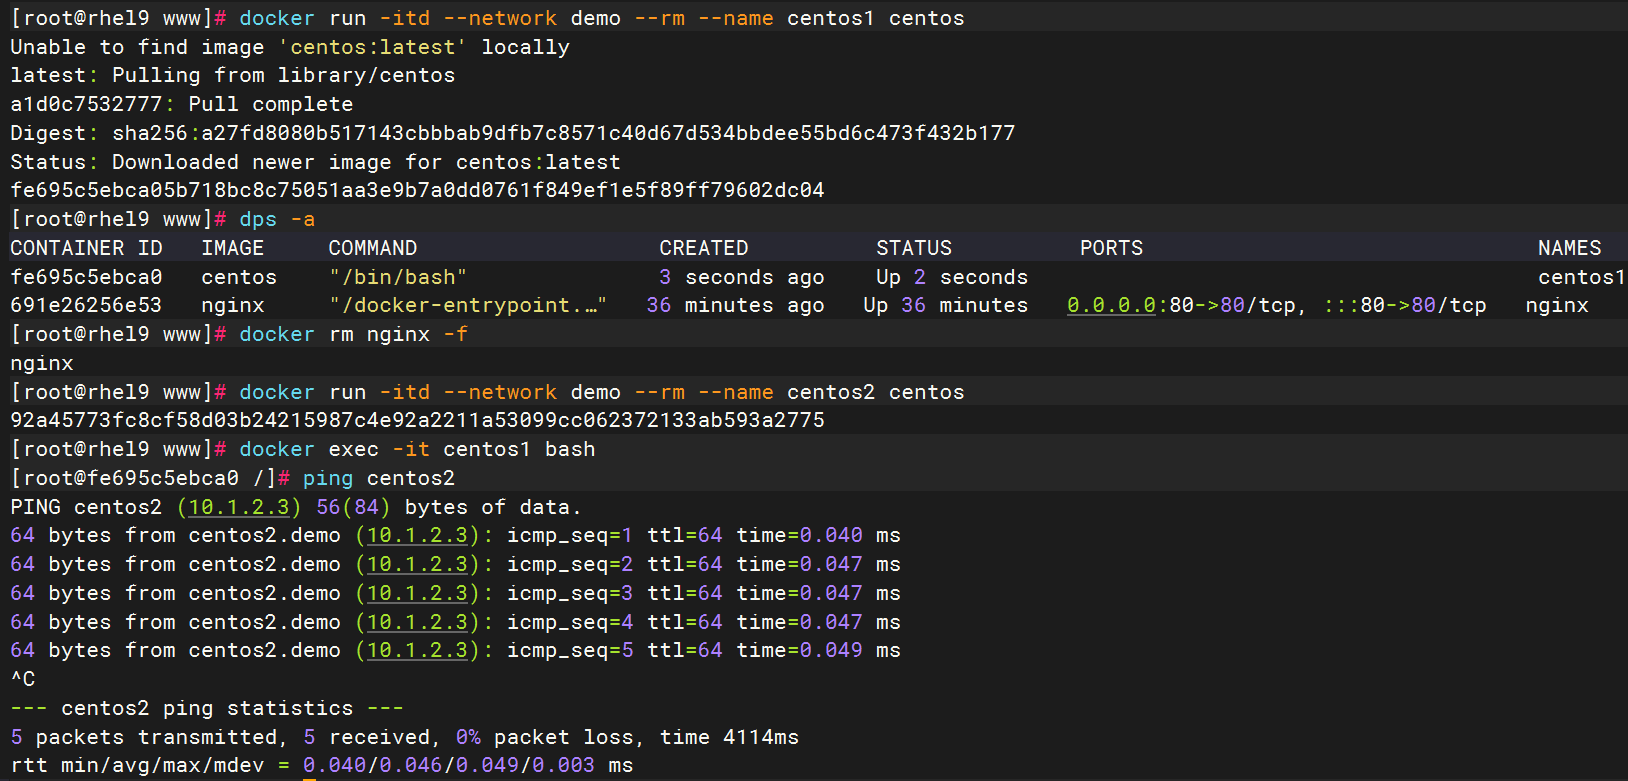 [root@rhel9 www]# docker run -itd --network demo --rm --name centos1 centos
Unable to find image 'centos:latest' locally
latest: Pulling from library/centos
a1d0c7532777: Pull complete
Digest: sha256:a27fd8080b517143cbbbab9dfb7c8571c40d67d534bbdee55bd6c473f432b177
Status: Downloaded newer image for centos:latest
fe695c5ebca05b718bc8c75051aa3e9b7a0dd0761f849ef1e5f89ff79602dc04
[root@rhel9 www]# dps -a
CONTAINER ID   IMAGE     COMMAND                   CREATED          STATUS          PORTS                               NAMES
fe695c5ebca0   centos    "/bin/bash"               3 seconds ago    Up 2 seconds                                        centos1
691e26256e53   nginx     "/docker-entrypoint.…"   36 minutes ago   Up 36 minutes   0.0.0.0:80->80/tcp, :::80->80/tcp   nginx
[root@rhel9 www]# docker rm nginx -f
nginx
[root@rhel9 www]# docker run -itd --network demo --rm --name centos2 centos
92a45773fc8cf58d03b24215987c4e92a2211a53099cc062372133ab593a2775
[root@rhel9 www]# docker exec -it centos1 bash
[root@fe695c5ebca0 /]# ping centos2
PING centos2 (10.1.2.3) 56(84) bytes of data.
64 bytes from centos2.demo (10.1.2.3): icmp_seq=1 ttl=64 time=0.040 ms
64 bytes from centos2.demo (10.1.2.3): icmp_seq=2 ttl=64 time=0.047 ms
64 bytes from centos2.demo (10.1.2.3): icmp_seq=3 ttl=64 time=0.047 ms
64 bytes from centos2.demo (10.1.2.3): icmp_seq=4 ttl=64 time=0.047 ms
64 bytes from centos2.demo (10.1.2.3): icmp_seq=5 ttl=64 time=0.049 ms
^C
--- centos2 ping statistics ---
5 packets transmitted, 5 received, 0% packet loss, time 4114ms
rtt min/avg/max/mdev = 0.040/0.046/0.049/0.003 ms